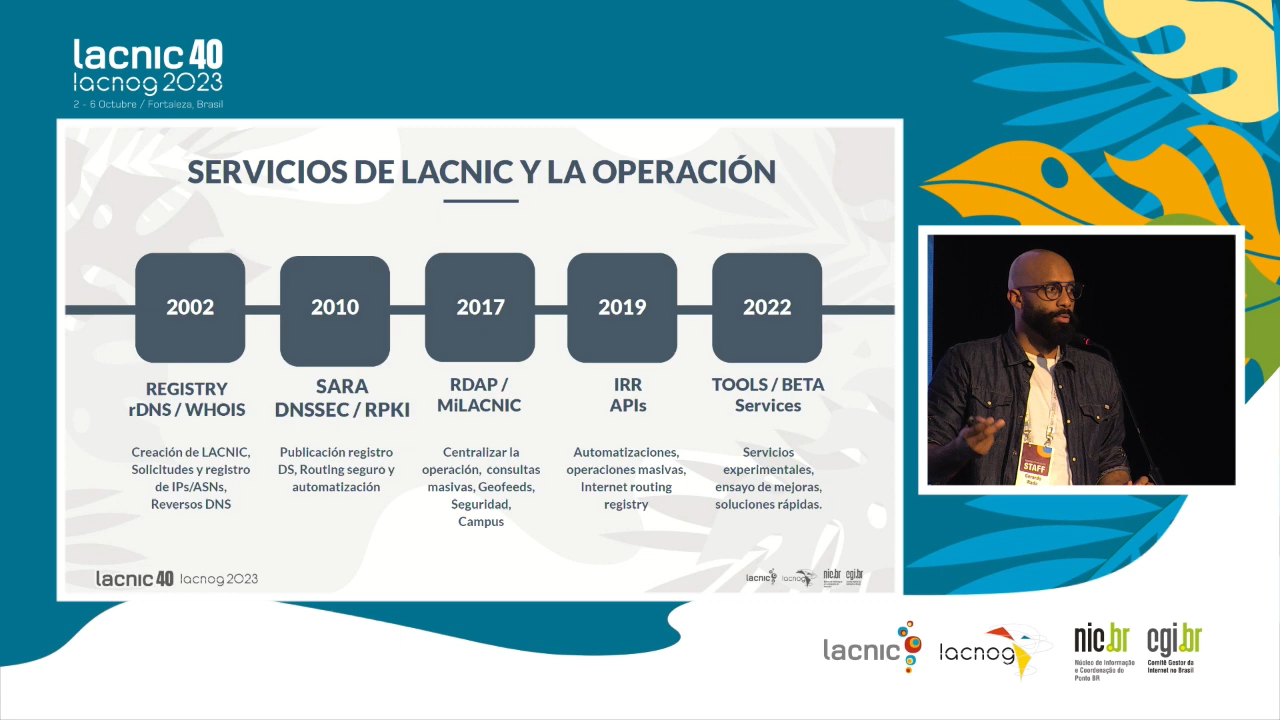 lacnic 40
lacnog 2023
2 - 6 Octubre / Fortaleza, Brasil
SERVICIOS DE LACNIC Y LA OPERACIÓN
2002
2010
2017
2019
2022
REGISTRY
rDNS / WHOIS
SARA
DNSSEC / RPKI
RDAP /
MiLACNIC
IRR
APIs
TOOLS / BETA
Services
Creación de LACNIC,
Solicitudes y registro
de IPs/ASNs,
Reversos DNS
Publicación registro
DS, Routing seguro y
automatización
Centralizar la
operación, consultas
masivas, Geofeeds,
Seguridad,
Campus
Automatizaciones,
operaciones masivas,
Internet routing
registry
Servicios
experimentales,
ensayo de mejoras,
soluciones rápidas.
lacnic 40 lacnog 2023
lacnic lacnog nic.br cgi.br
STAFF
Gerardo
Rada
lacnic
lacnog
nic.br
Núcleo de Informação
e Coordenação do
Ponto BR
cgi.br
Comitê Gestor da
Internet no Brasil